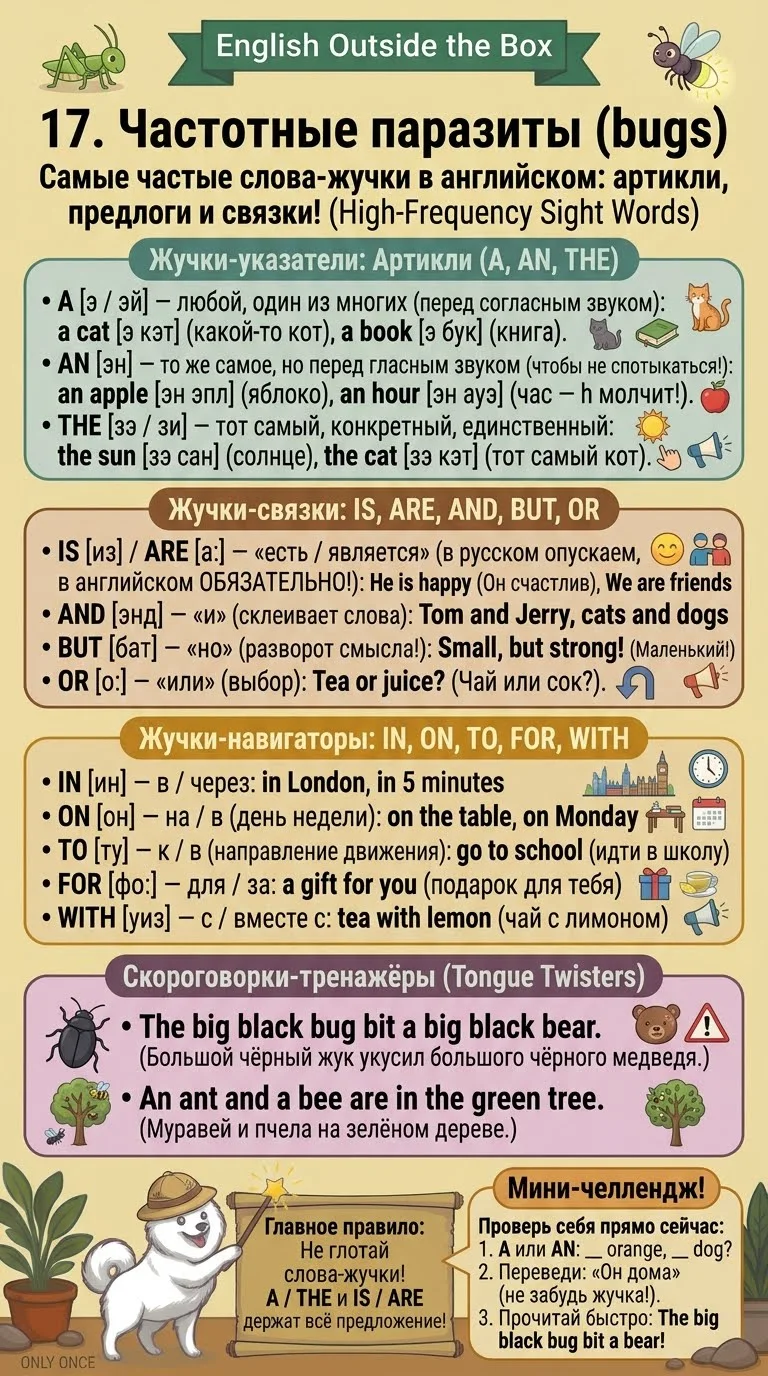 English Outside the Box
17. Частотные паразиты (bugs)
Самые частые слова-жучки в английском: артикли,
предлоги и связки! (High-Frequency Sight Words)
Жучки-указатели: Артикли (A, AN, THE)
• A [э / эй] — любой, один из многих (перед согласным звуком):
a cat [э кэт] (какой-то кот), a book [э бук] (книга).
• AN [эн] — то же самое, но перед гласным звуком (чтобы не спотыкаться!):
an apple [эн эпл] (яблоко), an hour [эн ауэ] (час — h молчит!).
• THE [зэ / зи] — тот самый, конкретный, единственный:
the sun [зэ сан] (солнце), the cat [зэ кэт] (тот самый кот).
Жучки-связки: IS, ARE, AND, BUT, OR
• IS [из] / ARE [а:] — «есть / является» (в русском опускаем,
в английском ОБЯЗАТЕЛЬНО!): He is happy (Он счастлив), We are friends
• AND [энд] — «и» (склеивает слова): Tom and Jerry, cats and dogs
• BUT [бат] — «но» (разворот смысла!): Small, but strong! (Маленький!)
• OR [о:] — «или» (выбор): Tea or juice? (Чай или сок?).
Жучки-навигаторы: IN, ON, TO, FOR, WITH
• IN [ин] — в / через: in London, in 5 minutes
• ON [он] — на / в (день недели): on the table, on Monday
• TO [ту] — к / в (направление движения): go to school (идти в школу)
• FOR [фо:] — для / за: a gift for you (подарок для тебя)
• WITH [уиз] — с / вместе с: tea with lemon (чай с лимоном)
Скороговорки-тренажёры (Tongue Twisters)
• The big black bug bit a big black bear.
(Большой чёрный жук укусил большого чёрного медведя.)
• An ant and a bee are in the green tree.
(Муравей и пчела на зелёном дереве.)
Главное правило:
Не глотай
слова-жучки!
A / THE и IS / ARE
держат всё предложение!
Мини-челлендж!
Проверь себя прямо сейчас:
1. A или AN: __ orange, __ dog?
2. Переведи: «Он дома»
(не забудь жучка!).
3. Прочитай быстро: The big
black bug bit a bear!
ONLY ONCE